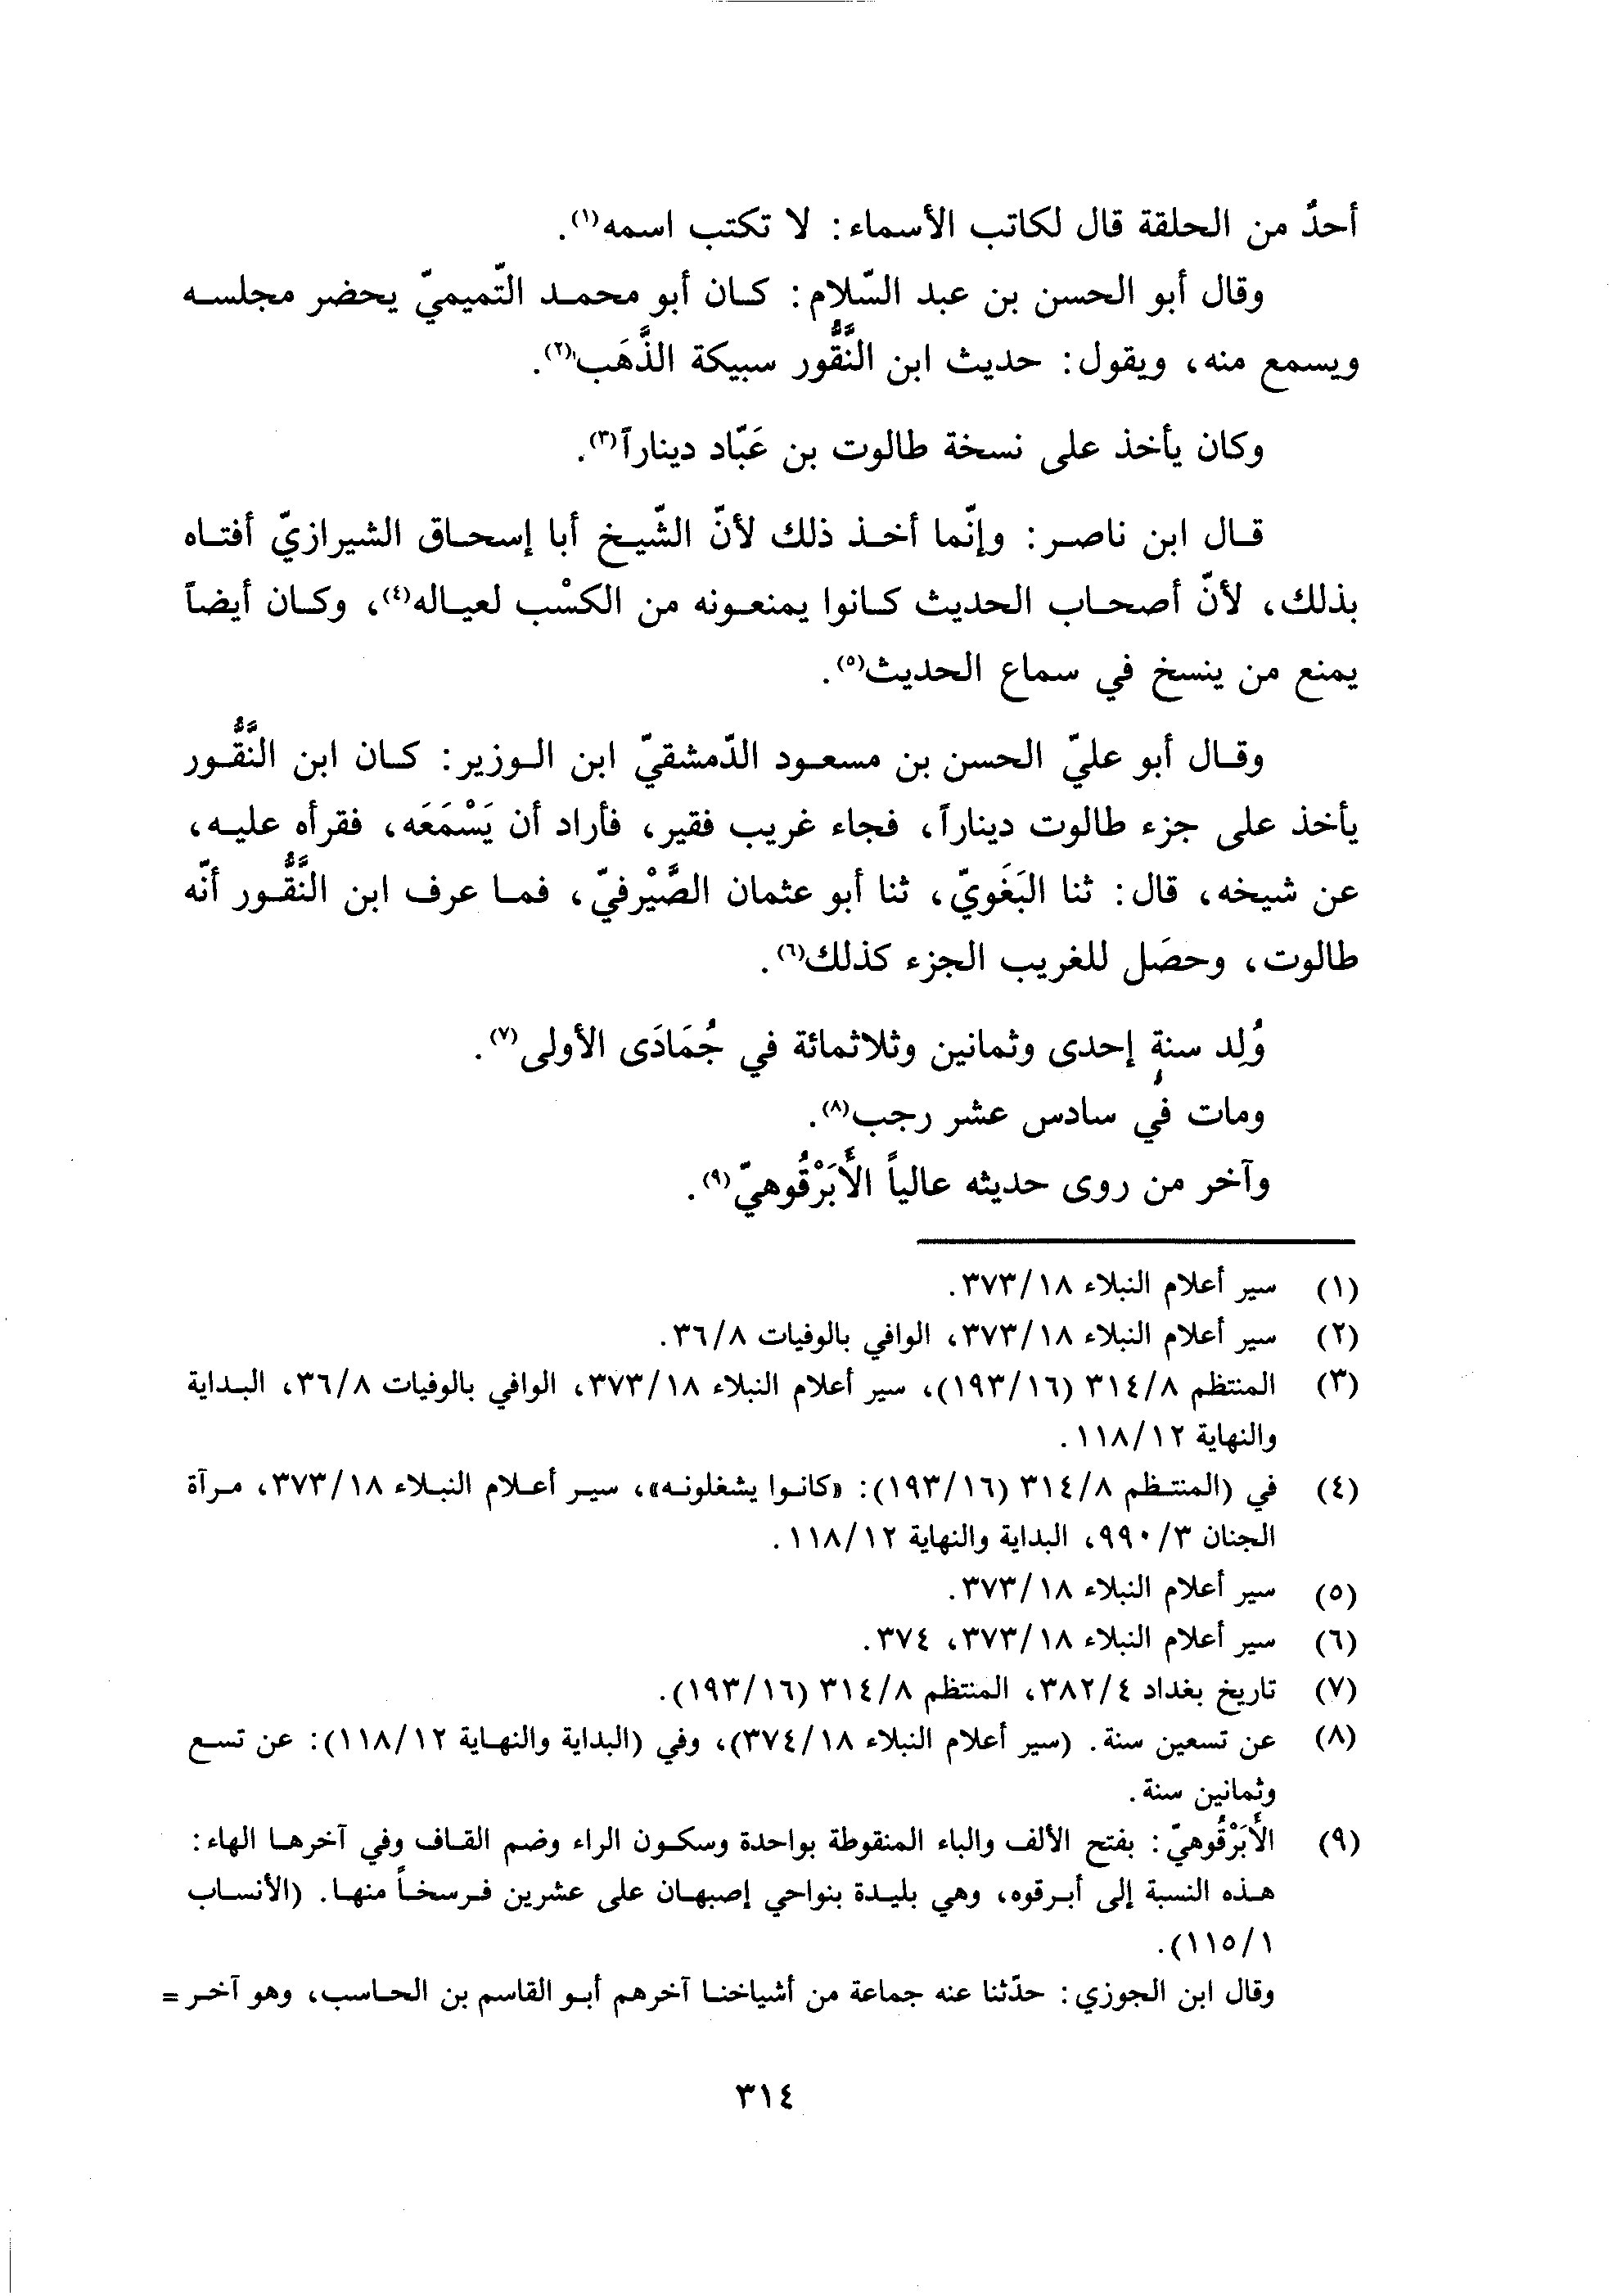 أحدٌ من الحلقة قال لكاتب الأسماء: لا تكتب اسمه(١).
وقال أبو الحسن بن عبد السّلام: كان أبو محمد التّميميّ يحضر مجلسه
ويسمع منه، ويقول: حديث ابن النَّقُّور سبيكة الذَّهَب(٢).
وكان يأخذ على نسخة طالوت بن عَبّاد ديناراً(٣).
قال ابن ناصر: وإنّما أخذ ذلك لأنّ الشّيخ أبا إسحاق الشيرازيّ أفتاه
بذلك، لأنّ أصحاب الحديث كانوا يمنعونه من الكسْب لعياله(٤)، وكان أيضاً
يمنع من ينسخ في سماع الحديث(٥).
وقال أبو عليّ الحسن بن مسعود الدّمشقيّ ابن الوزير: كان ابن النَّقُّور
يأخذ على جزء طالوت ديناراً، فجاء غريب فقير، فأراد أن يَسْمَعَه، فقرأه عليه،
عن شيخه، قال: ثنا البَغَويّ، ثنا أبو عثمان الصَّيْرفيّ، فما عرف ابن النَّقُّور أنّه
طالوت، وحصَل للغريب الجزء كذلك(٦).
وُلِد سنة إحدى وثمانين وثلاثمائة في جُمَادَى الأولى(٧).
ومات في سادس عشر رجب(٨).
وآخر من روى حديثه عالياً الأَبَرْقُوهيّ(٩).
(١) سير أعلام النبلاء ٣٧٣/١٨.
(٢) سير أعلام النبلاء ٣٧٣/١٨، الوافي بالوفيات ٣٦/٨.
(٣) المنتظم ٣١٤/٨ (١٩٣/١٦)، سير أعلام النبلاء ٣٧٣/١٨، الوافي بالوفيات ٣٦/٨، البداية
والنهاية ١١٨/١٢.
(٤) في (المنتظم ٣١٤/٨ (١٩٣/١٦): «كانوا يشغلونه»، سير أعلام النبلاء ٣٧٣/١٨، مرآة
الجنان ٩٩٠/٣، البداية والنهاية ١١٨/١٢.
(٥) سير أعلام النبلاء ٣٧٣/١٨.
(٦) سير أعلام النبلاء ٣٧٣/١٨، ٣٧٤.
(٧) تاريخ بغداد ٣٨٢/٤، المنتظم ٣١٤/٨ (١٩٣/١٦).
(٨) عن تسعين سنة. (سير أعلام النبلاء ٣٧٤/١٨)، وفي (البداية والنهاية ١١٨/١٢): عن تسع
وثمانين سنة.
(٩) الأَبَرْقُوهيّ: بفتح الألف والباء المنقوطة بواحدة وسكون الراء وضم القاف وفي آخرها الهاء:
هذه النسبة إلى أبرقوه، وهي بليدة بنواحي إصبهان على عشرين فرسخاً منها. (الأنساب
١١٥/١).
وقال ابن الجوزي: حدّثنا عنه جماعة من أشياخنا آخرهم أبو القاسم بن الحاسب، وهو آخر =
٣١٤